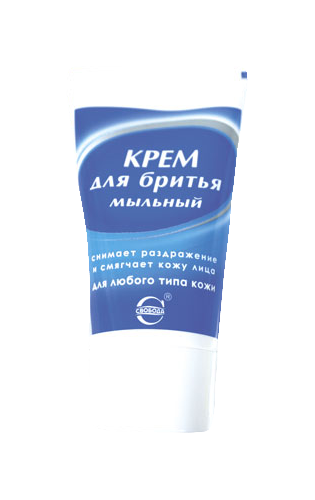 КРЕМ
для бритья
мыльный
снимает раздражение
и смягчает кожу лица
для любого типа кожи
®
СВОБОДА